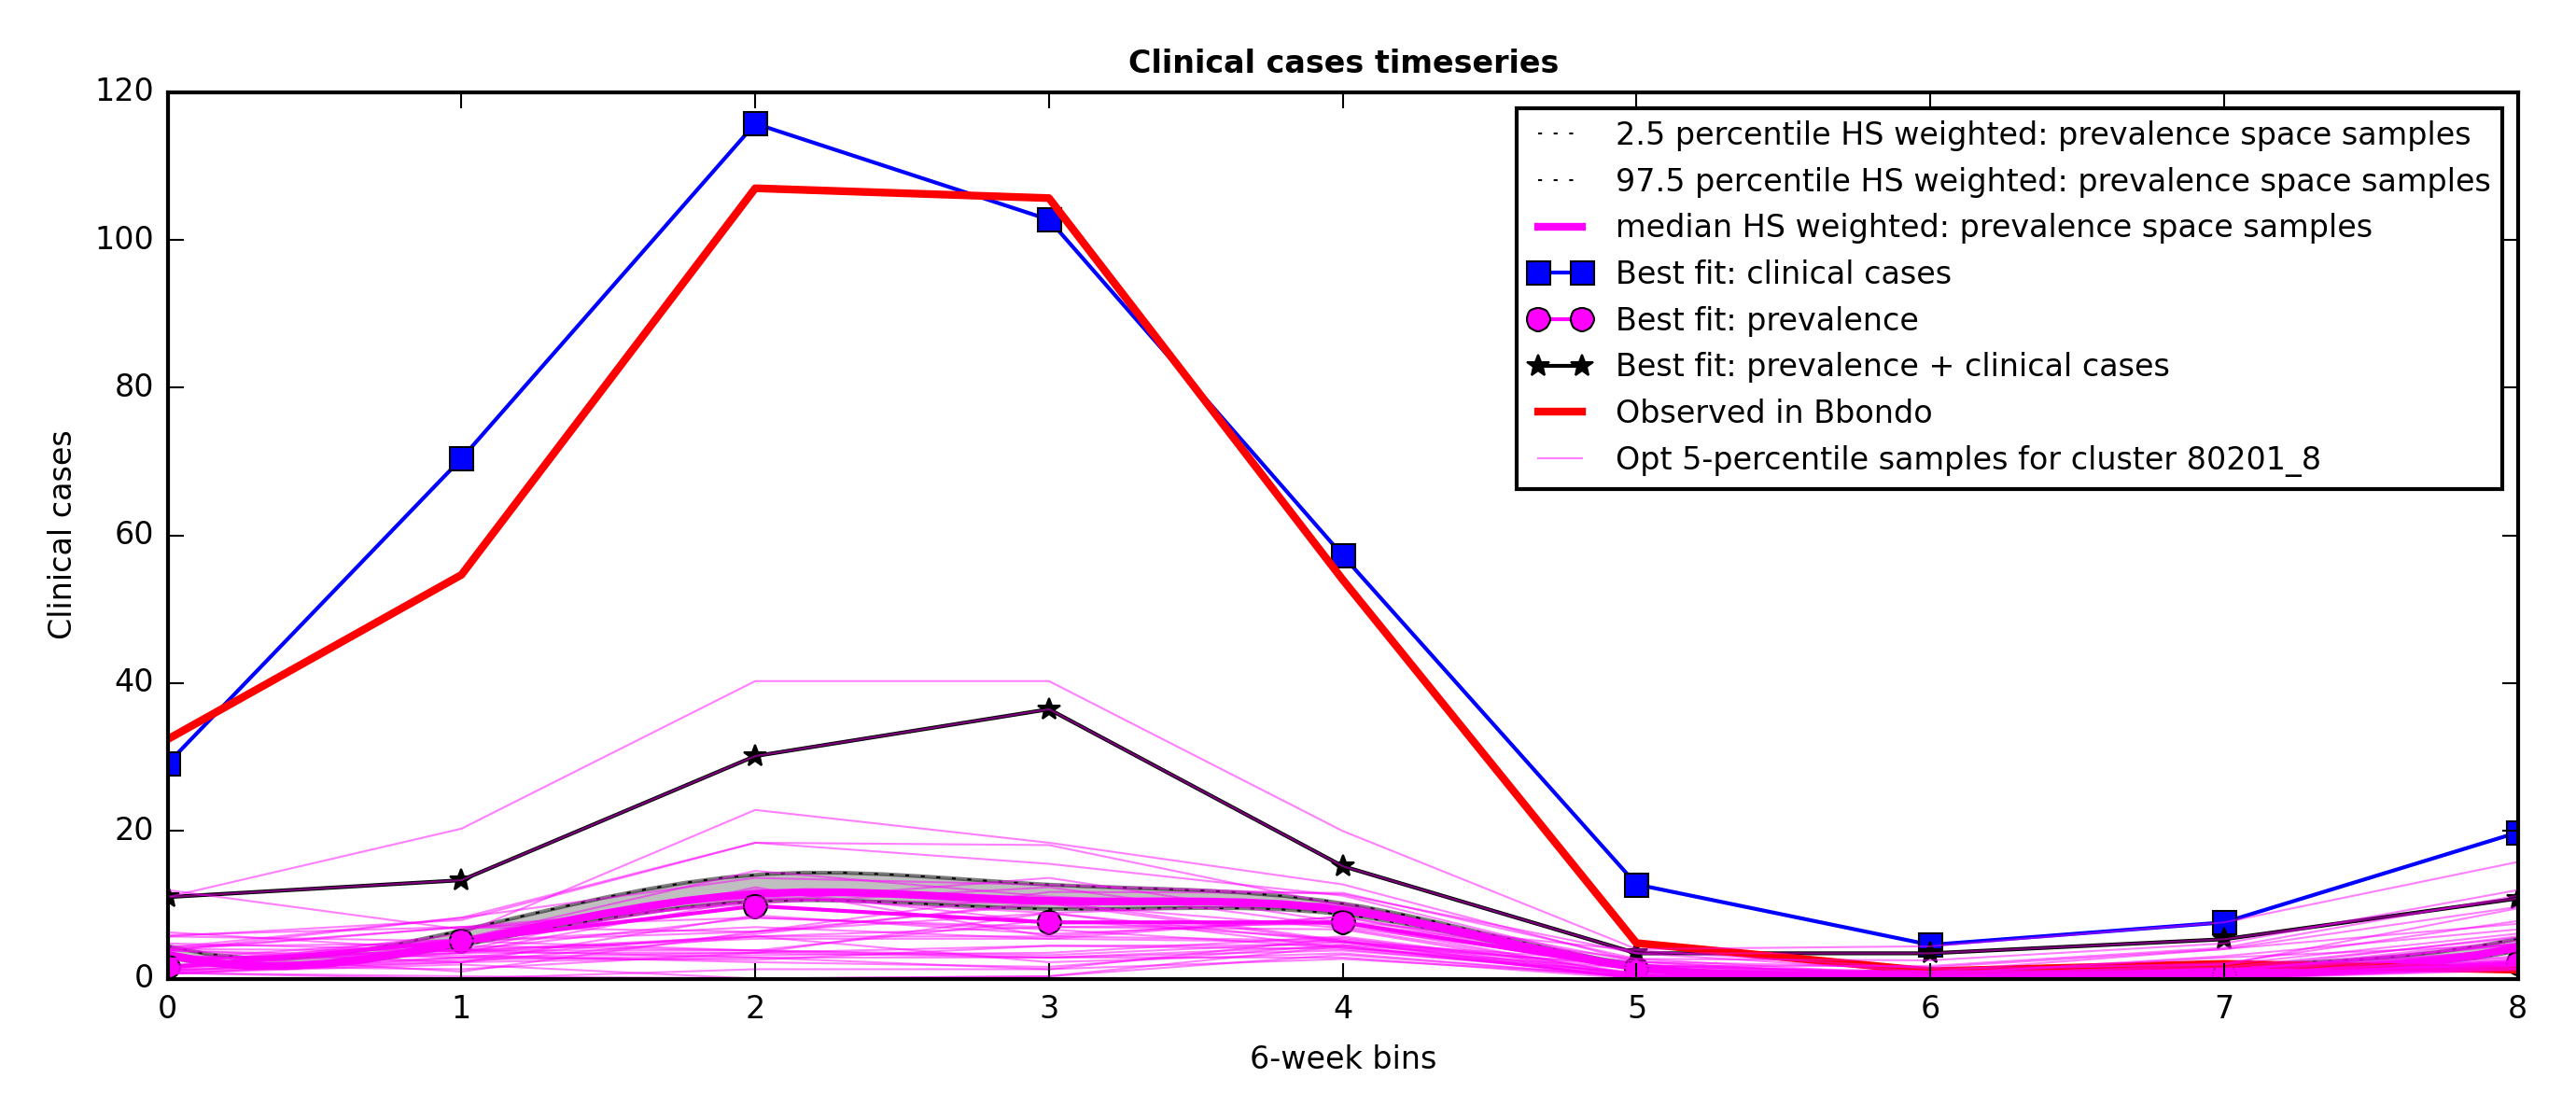 Clinical cases timeseries
120
100
80
60
40
20
0
Clinical cases
2.5 percentile HS weighted: prevalence space samples
97.5 percentile HS weighted: prevalence space samples
median HS weighted: prevalence space samples
Best fit: clinical cases
Best fit: prevalence
Best fit: prevalence + clinical cases
Observed in Bbondo
Opt 5-percentile samples for cluster 80201_8
0 1 2 3 4 5 6 7 8
6-week bins